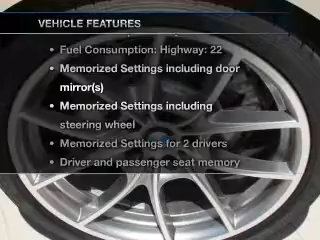 VEHICLE FEATURES
• Fuel Consumption: Highway: 22
• Memorized Settings including door
mirror(s)
• Memorized Settings including
steering wheel
• Memorized Settings for 2 drivers
• Driver and passenger seat memory